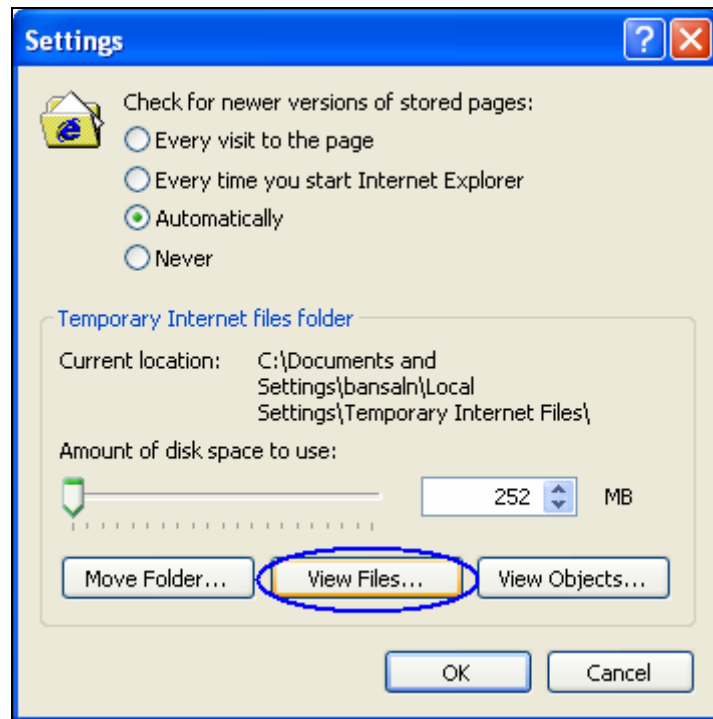 Settings
Check for newer versions of stored pages:
Every visit to the page
Every time you start Internet Explorer
Automatically
Never
Temporary Internet files folder
Current location: C:\Documents and
Settings\bansaln\Local
Settings\Temporary Internet Files\
Amount of disk space to use:
252 MB
Move Folder... View Files... View Objects...
OK Cancel